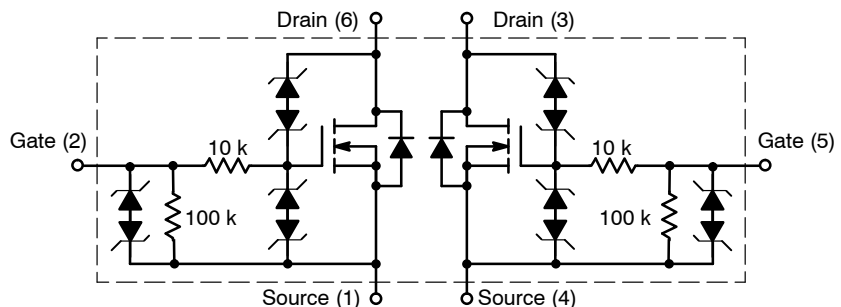 Drain (6)
Drain (3)
Gate (2)
10 k
10 k
Gate (5)
100 k
100 k
Source (1)
Source (4)